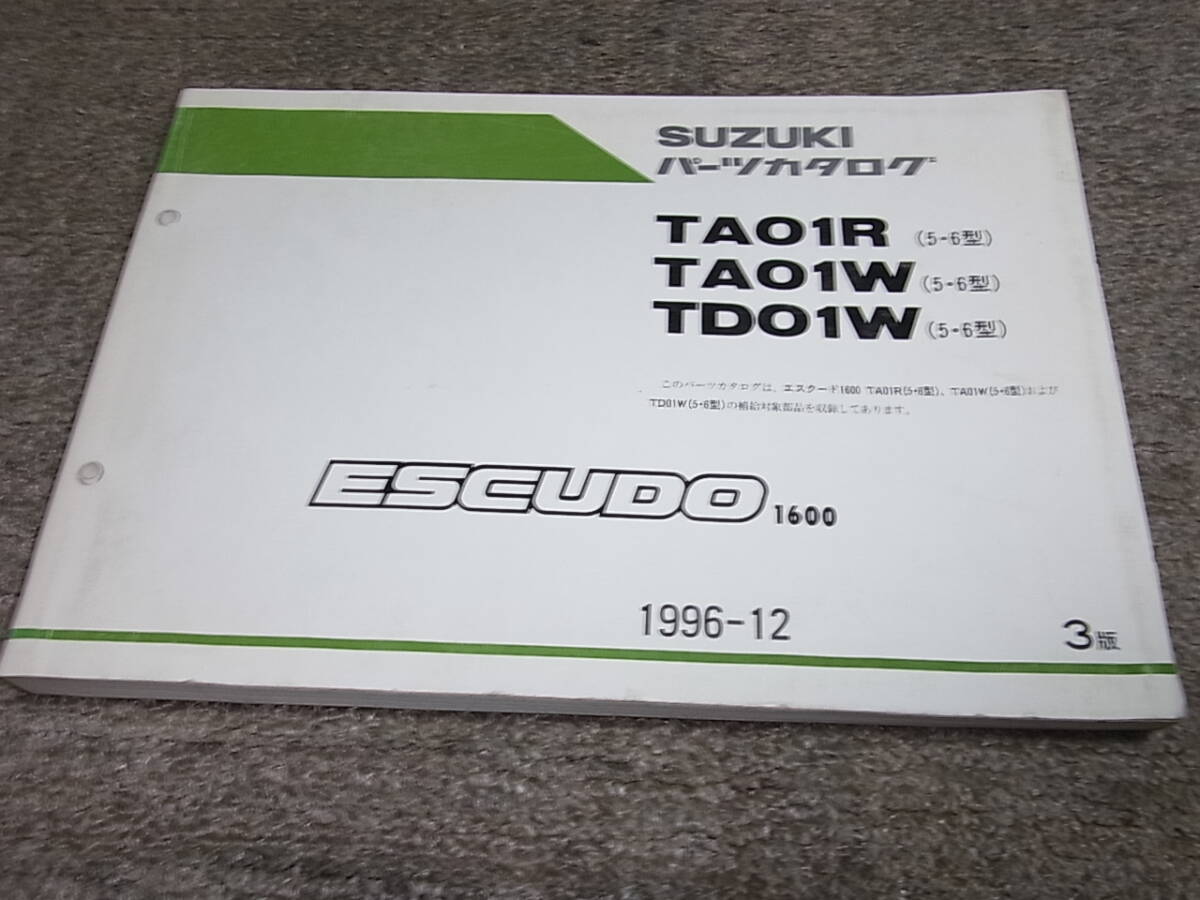 SUZUKI
パーツカタログ
TA01R (5・6型)
TA01W (5・6型)
TD01W (5・6型)
このパーツカタログは、エスクード1600 TA01R(5・6型)、TA01W(5・6型)および
TD01W(5・6型)の補給対象部品を収録してあります。
ESCUDO 1600
1996-12
3版